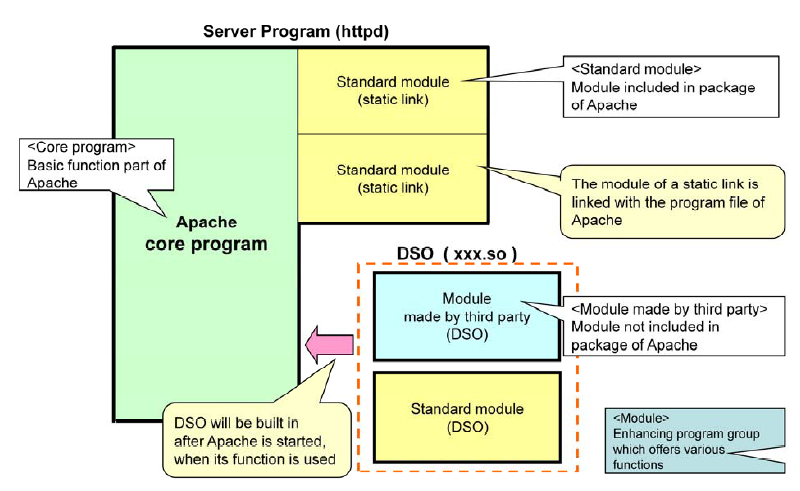 Server Program (httpd)
Standard module
(static link)
<Standard module>
Module included in package
of Apache
<Core program>
Basic function part of
Apache
Standard module
(static link)
The module of a static link is
linked with the program file of
Apache
Apache
core program
DSO ( xxx.so )
Module
made by third party
(DSO)
<Module made by third party>
Module not included in
package of Apache
DSO will be built in
after Apache is started,
when its function is used
Standard module
(DSO)
<Module>
Enhancing program group
which offers various
functions